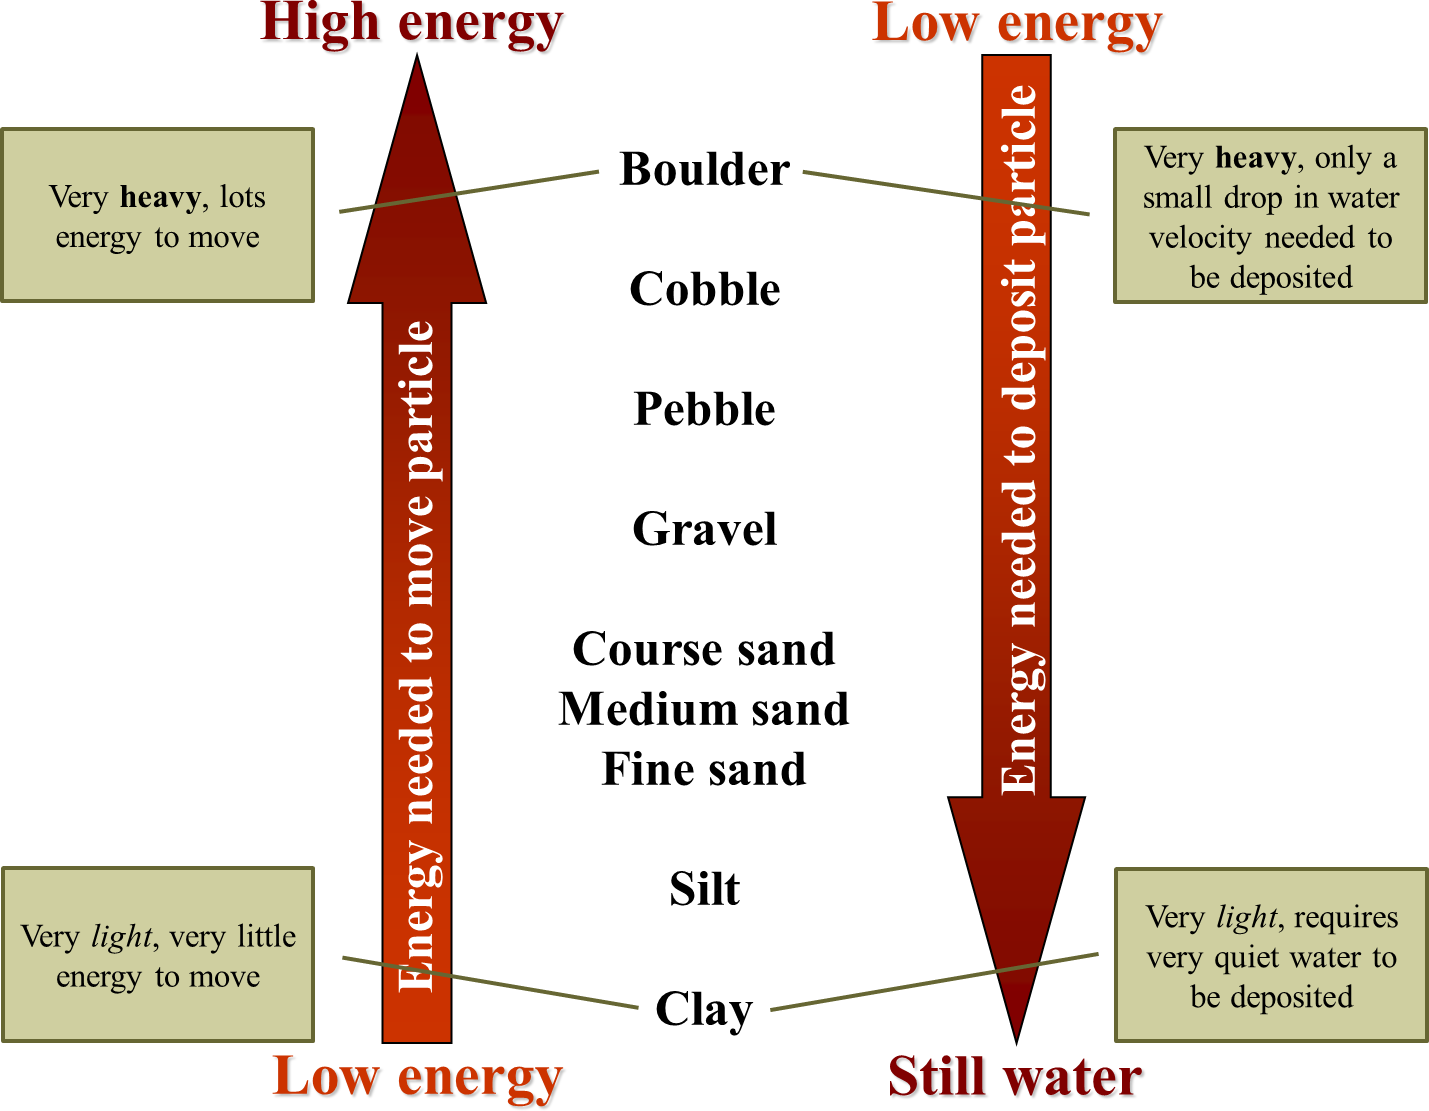 High energy
Low energy
Very heavy, lots
energy to move
Boulder
Very heavy, only a
small drop in water
velocity needed to
be deposited
Cobble
Pebble
Gravel
Course sand
Medium sand
Fine sand
Silt
Clay
Energy needed to move particle
Energy needed to deposit particle
Very light, very little
energy to move
Very light, requires
very quiet water to
be deposited
Low energy
Still water